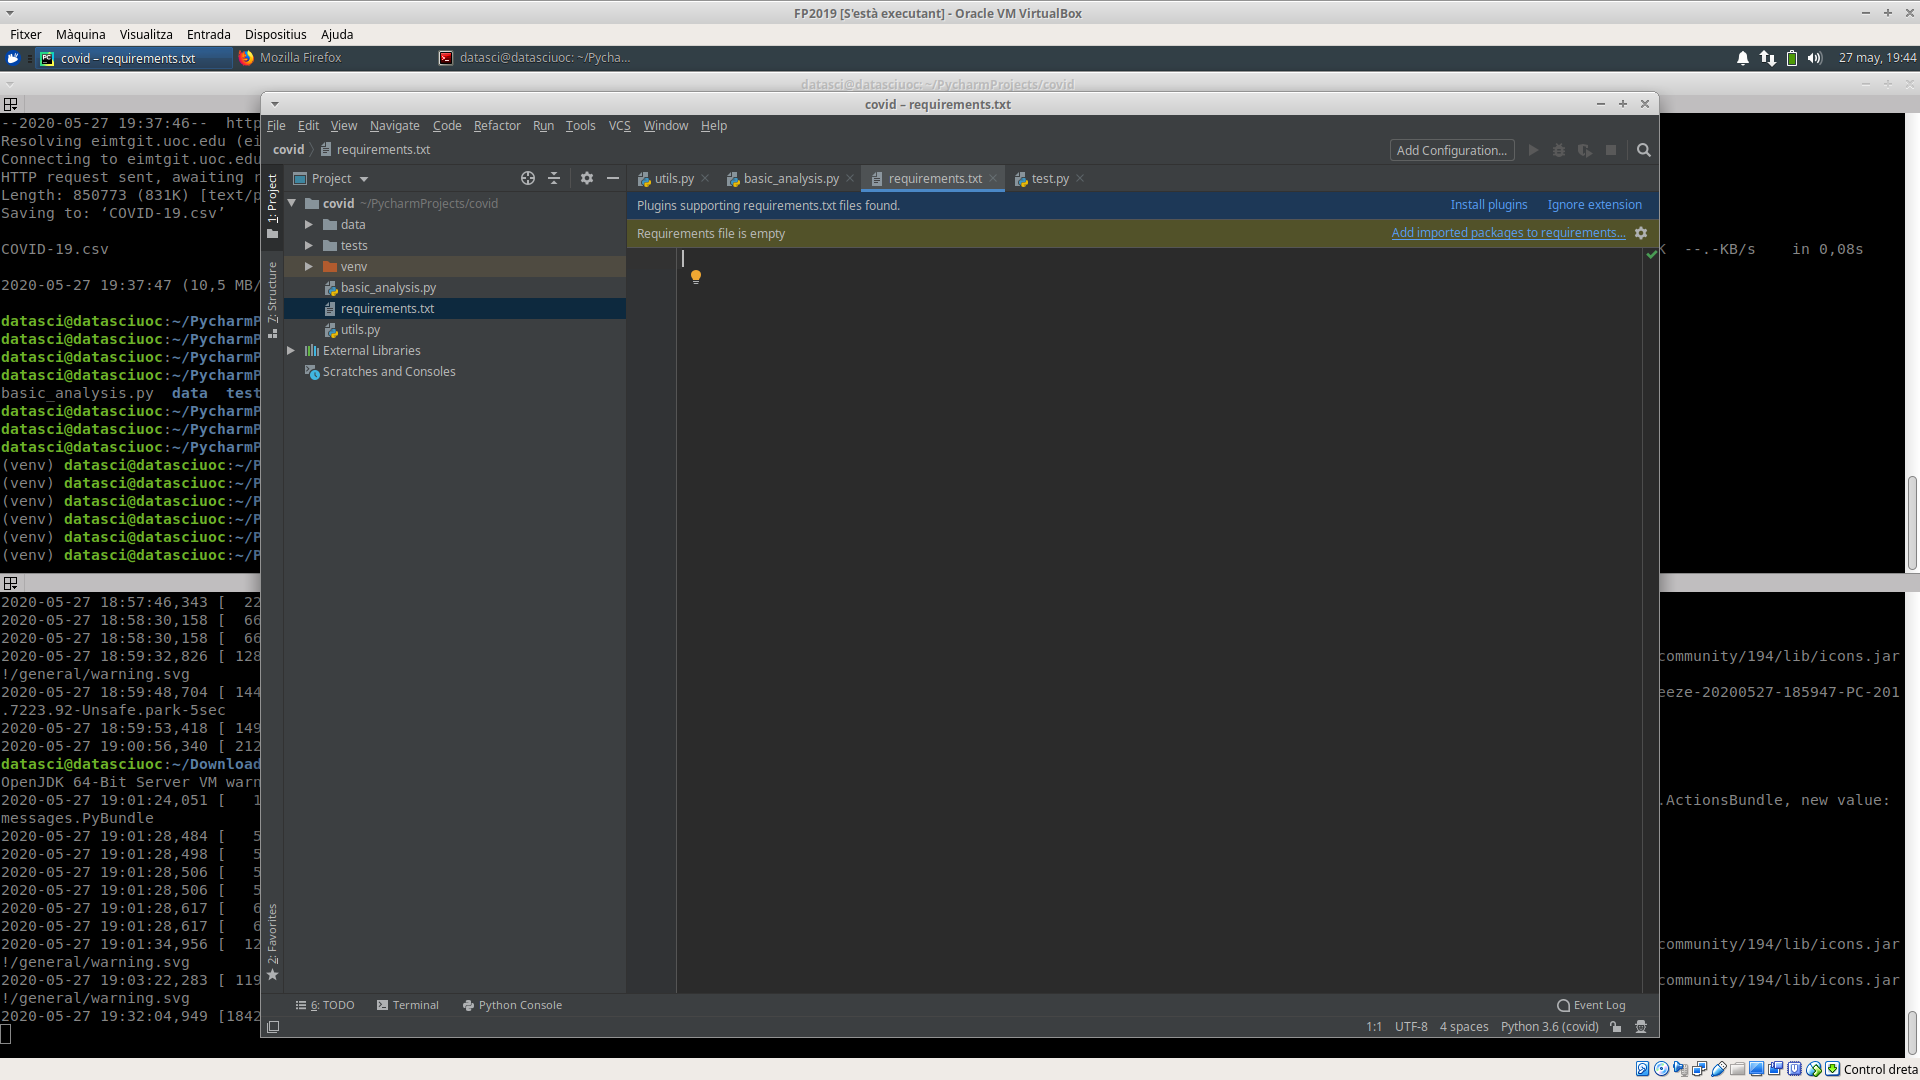 FP2019 [S'està executant] - Oracle VM VirtualBox
Fitxer Màquina Visualitza Entrada Dispositius Ajuda
covid – requirements.txt Mozilla Firefox datasci@datasciuoc: ~/Pycha... 27 may, 19:44
datasci@datasciuoc:~/PycharmProjects/covid
covid – requirements.txt
File Edit View Navigate Code Refactor Run Tools VCS Window Help
covid requirements.txt Add Configuration...
1: Project
7: Structure
2: Favorites
Project
utils.py basic_analysis.py requirements.txt test.py
covid ~/PycharmProjects/covid
data
tests
venv
basic_analysis.py
requirements.txt
utils.py
External Libraries
Scratches and Consoles
Plugins supporting requirements.txt files found. Install plugins Ignore extension
Requirements file is empty Add imported packages to requirements...
6: TODO Terminal Python Console Event Log
1:1 UTF-8 4 spaces Python 3.6 (covid)
--2020-05-27 19:37:46-- http
Resolving eimtgit.uoc.edu (ei
Connecting to eimtgit.uoc.edu
HTTP request sent, awaiting r
Length: 850773 (831K) [text/p
Saving to: ‘COVID-19.csv’
COVID-19.csv K --.-KB/s in 0,08s
2020-05-27 19:37:47 (10,5 MB/
datasci@datasciuoc:~/PycharmP
datasci@datasciuoc:~/PycharmP
datasci@datasciuoc:~/PycharmP
datasci@datasciuoc:~/PycharmP
basic_analysis.py data test
datasci@datasciuoc:~/PycharmP
datasci@datasciuoc:~/PycharmP
datasci@datasciuoc:~/PycharmP
(venv) datasci@datasciuoc:~/P
(venv) datasci@datasciuoc:~/P
(venv) datasci@datasciuoc:~/P
(venv) datasci@datasciuoc:~/P
(venv) datasci@datasciuoc:~/P
(venv) datasci@datasciuoc:~/P
2020-05-27 18:57:46,343 [ 22
2020-05-27 18:58:30,158 [ 66
2020-05-27 18:58:30,158 [ 66
2020-05-27 18:59:32,826 [ 128 community/194/lib/icons.jar
!/general/warning.svg
2020-05-27 18:59:48,704 [ 144 eeze-20200527-185947-PC-201
.7223.92-Unsafe.park-5sec
2020-05-27 18:59:53,418 [ 149
2020-05-27 19:00:56,340 [ 212
datasci@datasciuoc:~/Download
OpenJDK 64-Bit Server VM warn
2020-05-27 19:01:24,051 [ 1 .ActionsBundle, new value:
messages.PyBundle
2020-05-27 19:01:28,484 [ 5
2020-05-27 19:01:28,498 [ 5
2020-05-27 19:01:28,506 [ 5
2020-05-27 19:01:28,506 [ 5
2020-05-27 19:01:28,617 [ 6
2020-05-27 19:01:28,617 [ 6
2020-05-27 19:01:34,956 [ 12 community/194/lib/icons.jar
!/general/warning.svg
2020-05-27 19:03:22,283 [ 119 community/194/lib/icons.jar
!/general/warning.svg
2020-05-27 19:32:04,949 [1842
Control dreta